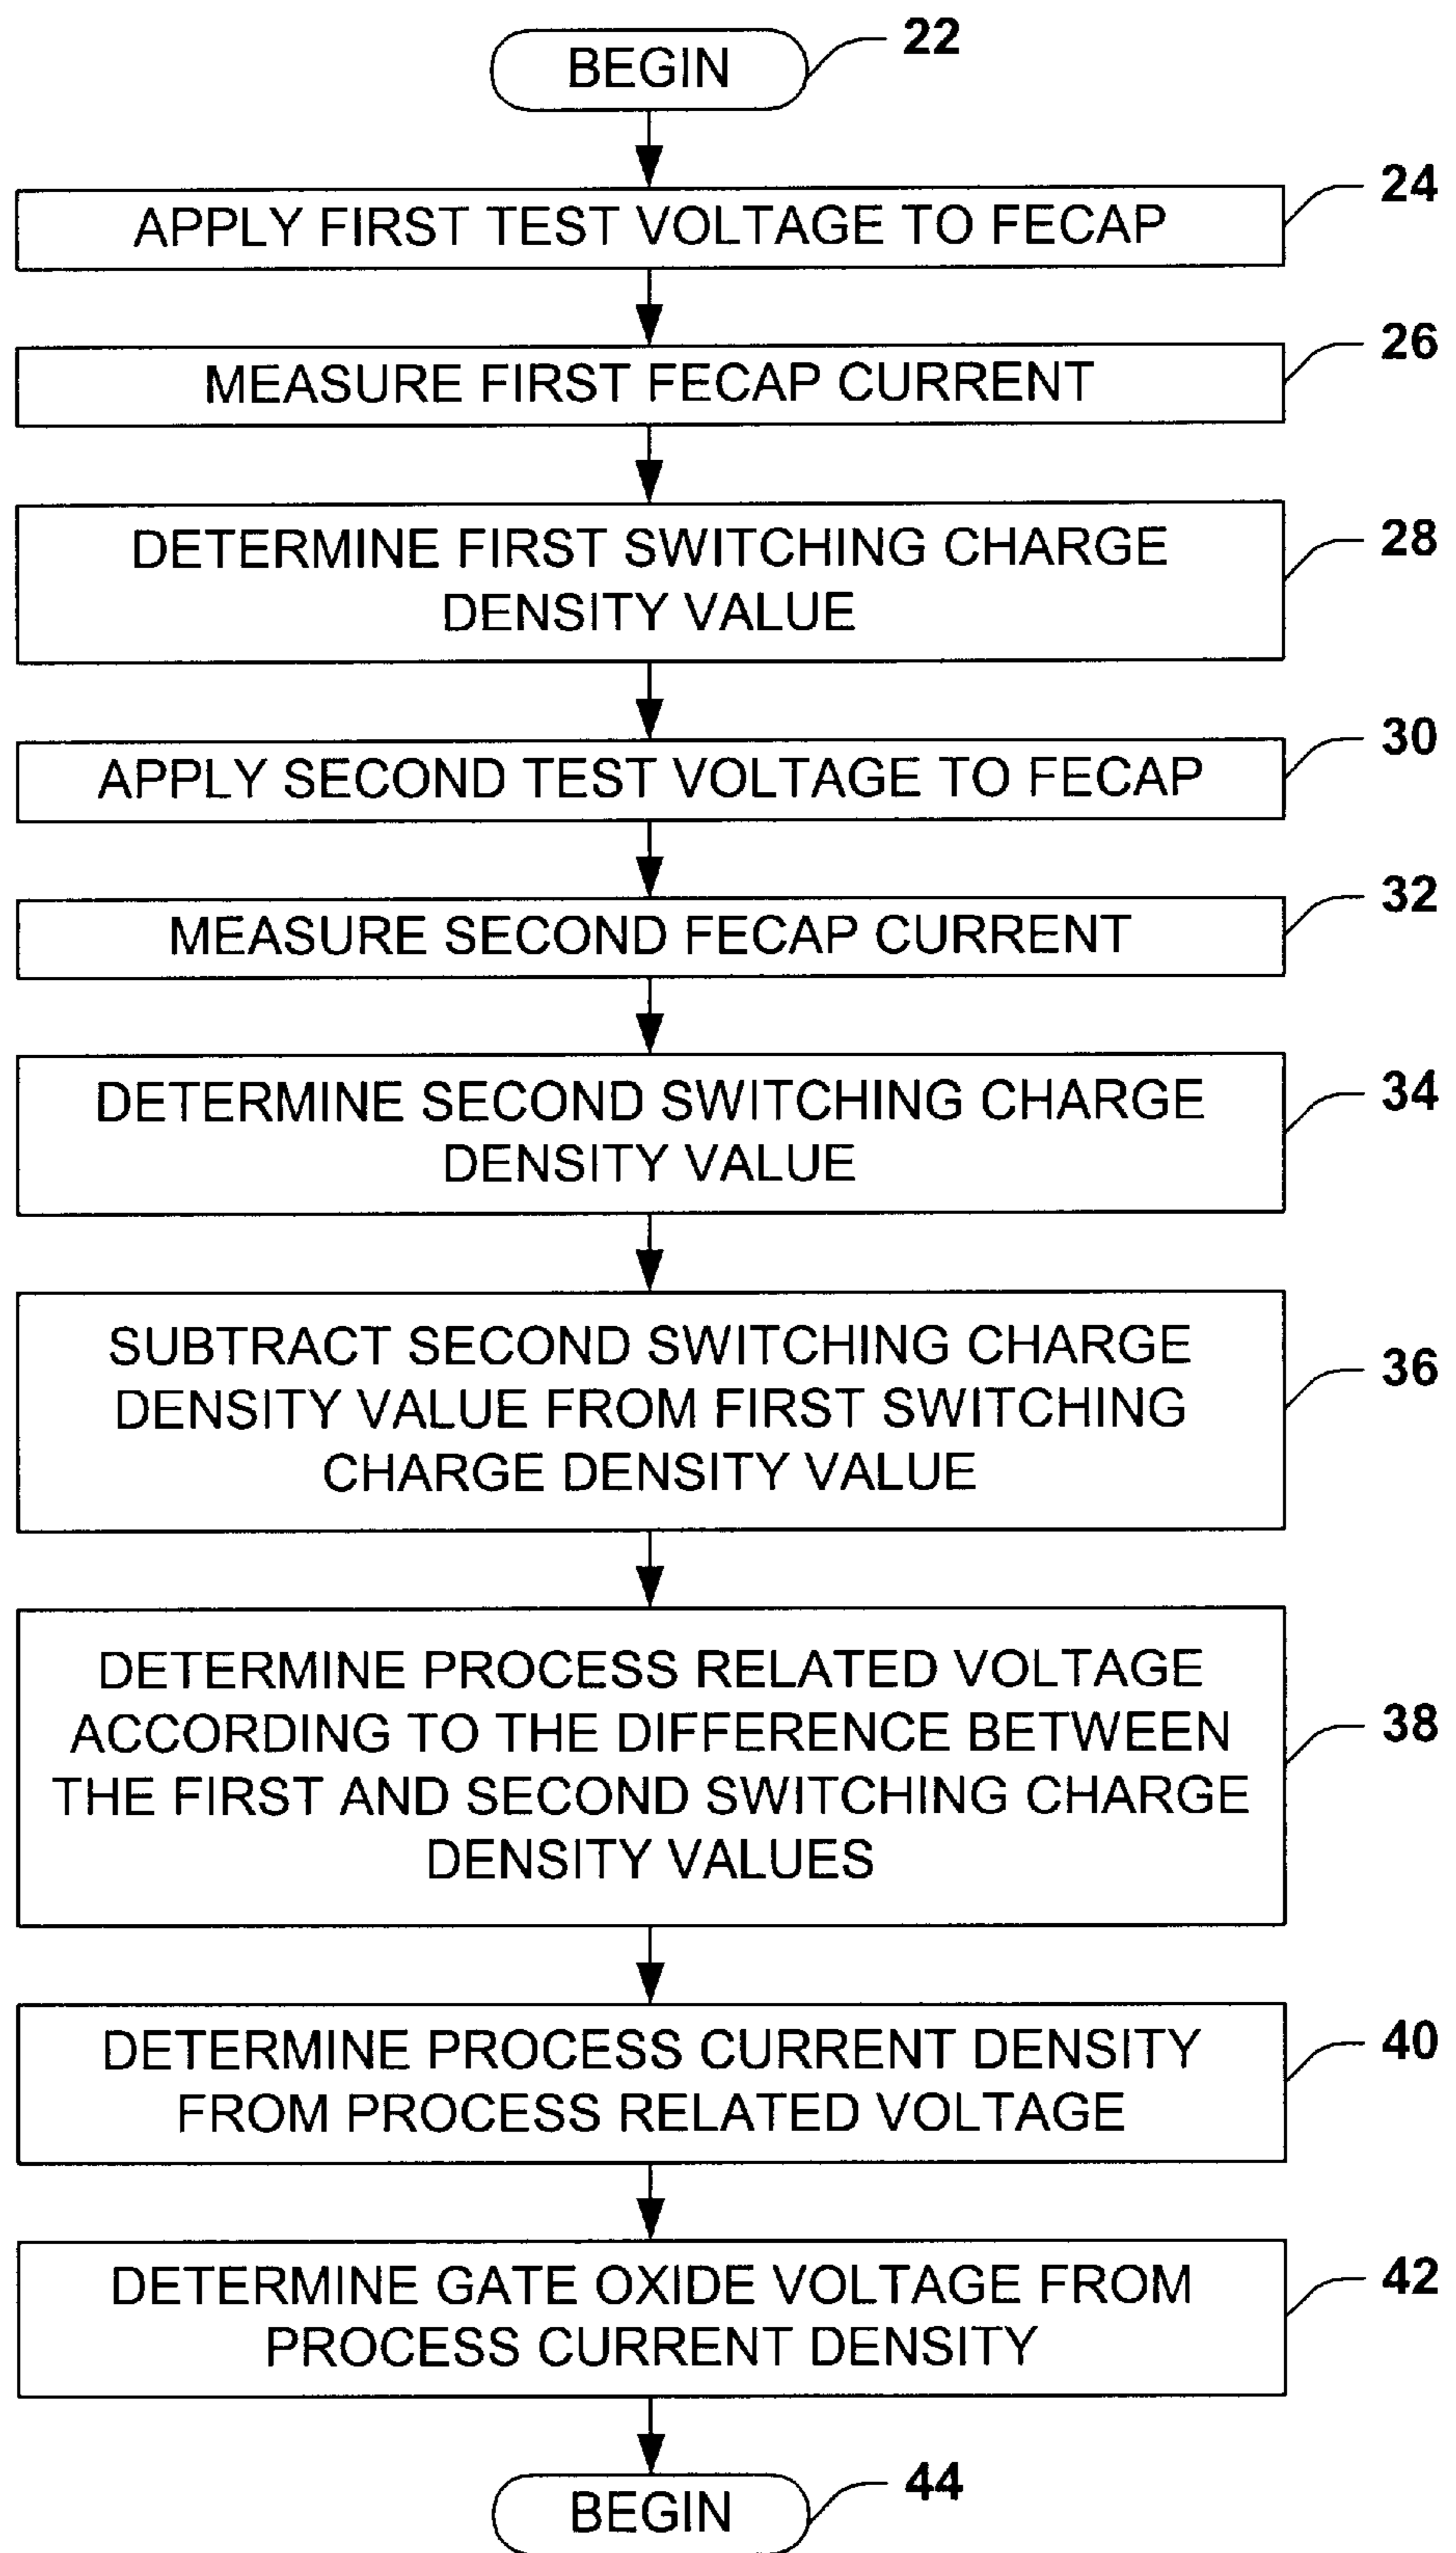 BEGIN
22
APPLY FIRST TEST VOLTAGE TO FECAP
24
MEASURE FIRST FECAP CURRENT
26
DETERMINE FIRST SWITCHING CHARGE
DENSITY VALUE
28
APPLY SECOND TEST VOLTAGE TO FECAP
30
MEASURE SECOND FECAP CURRENT
32
DETERMINE SECOND SWITCHING CHARGE
DENSITY VALUE
34
SUBTRACT SECOND SWITCHING CHARGE
DENSITY VALUE FROM FIRST SWITCHING
CHARGE DENSITY VALUE
36
DETERMINE PROCESS RELATED VOLTAGE
ACCORDING TO THE DIFFERENCE BETWEEN
THE FIRST AND SECOND SWITCHING CHARGE
DENSITY VALUES
38
DETERMINE PROCESS CURRENT DENSITY
FROM PROCESS RELATED VOLTAGE
40
DETERMINE GATE OXIDE VOLTAGE FROM
PROCESS CURRENT DENSITY
42
BEGIN
44